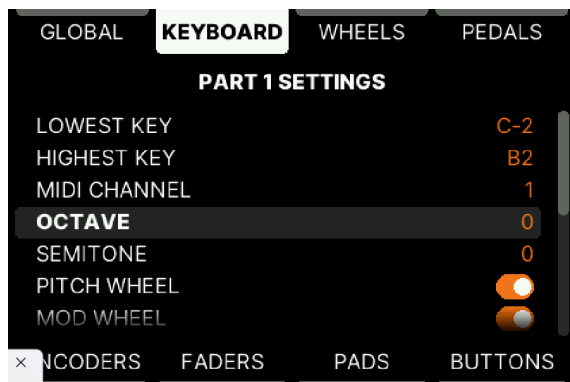 GLOBAL KEYBOARD WHEELS PEDALS
PART 1 SETTINGS
LOWEST KEY C-2
HIGHEST KEY B2
MIDI CHANNEL 1
OCTAVE 0
SEMITONE 0
PITCH WHEEL
MOD WHEEL
× NCODERS FADERS PADS BUTTONS